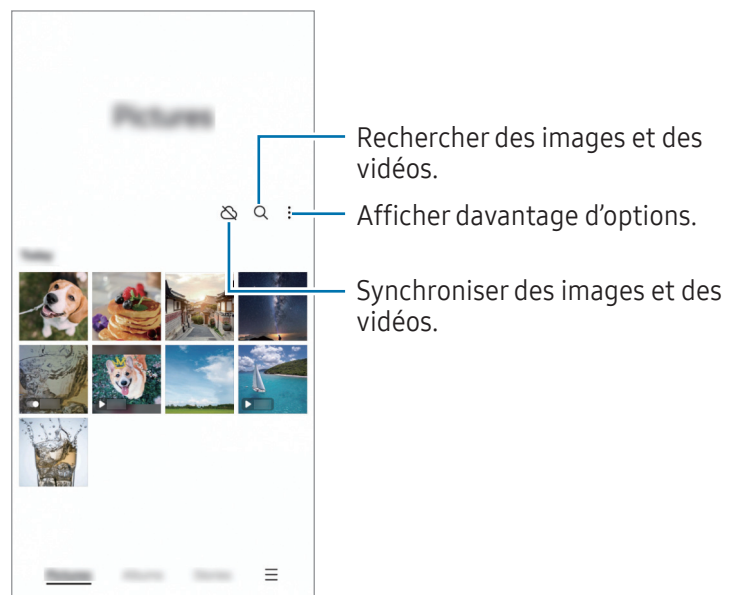 Rechercher des images et des
vidéos.
Afficher davantage d’options.
Synchroniser des images et des
vidéos.